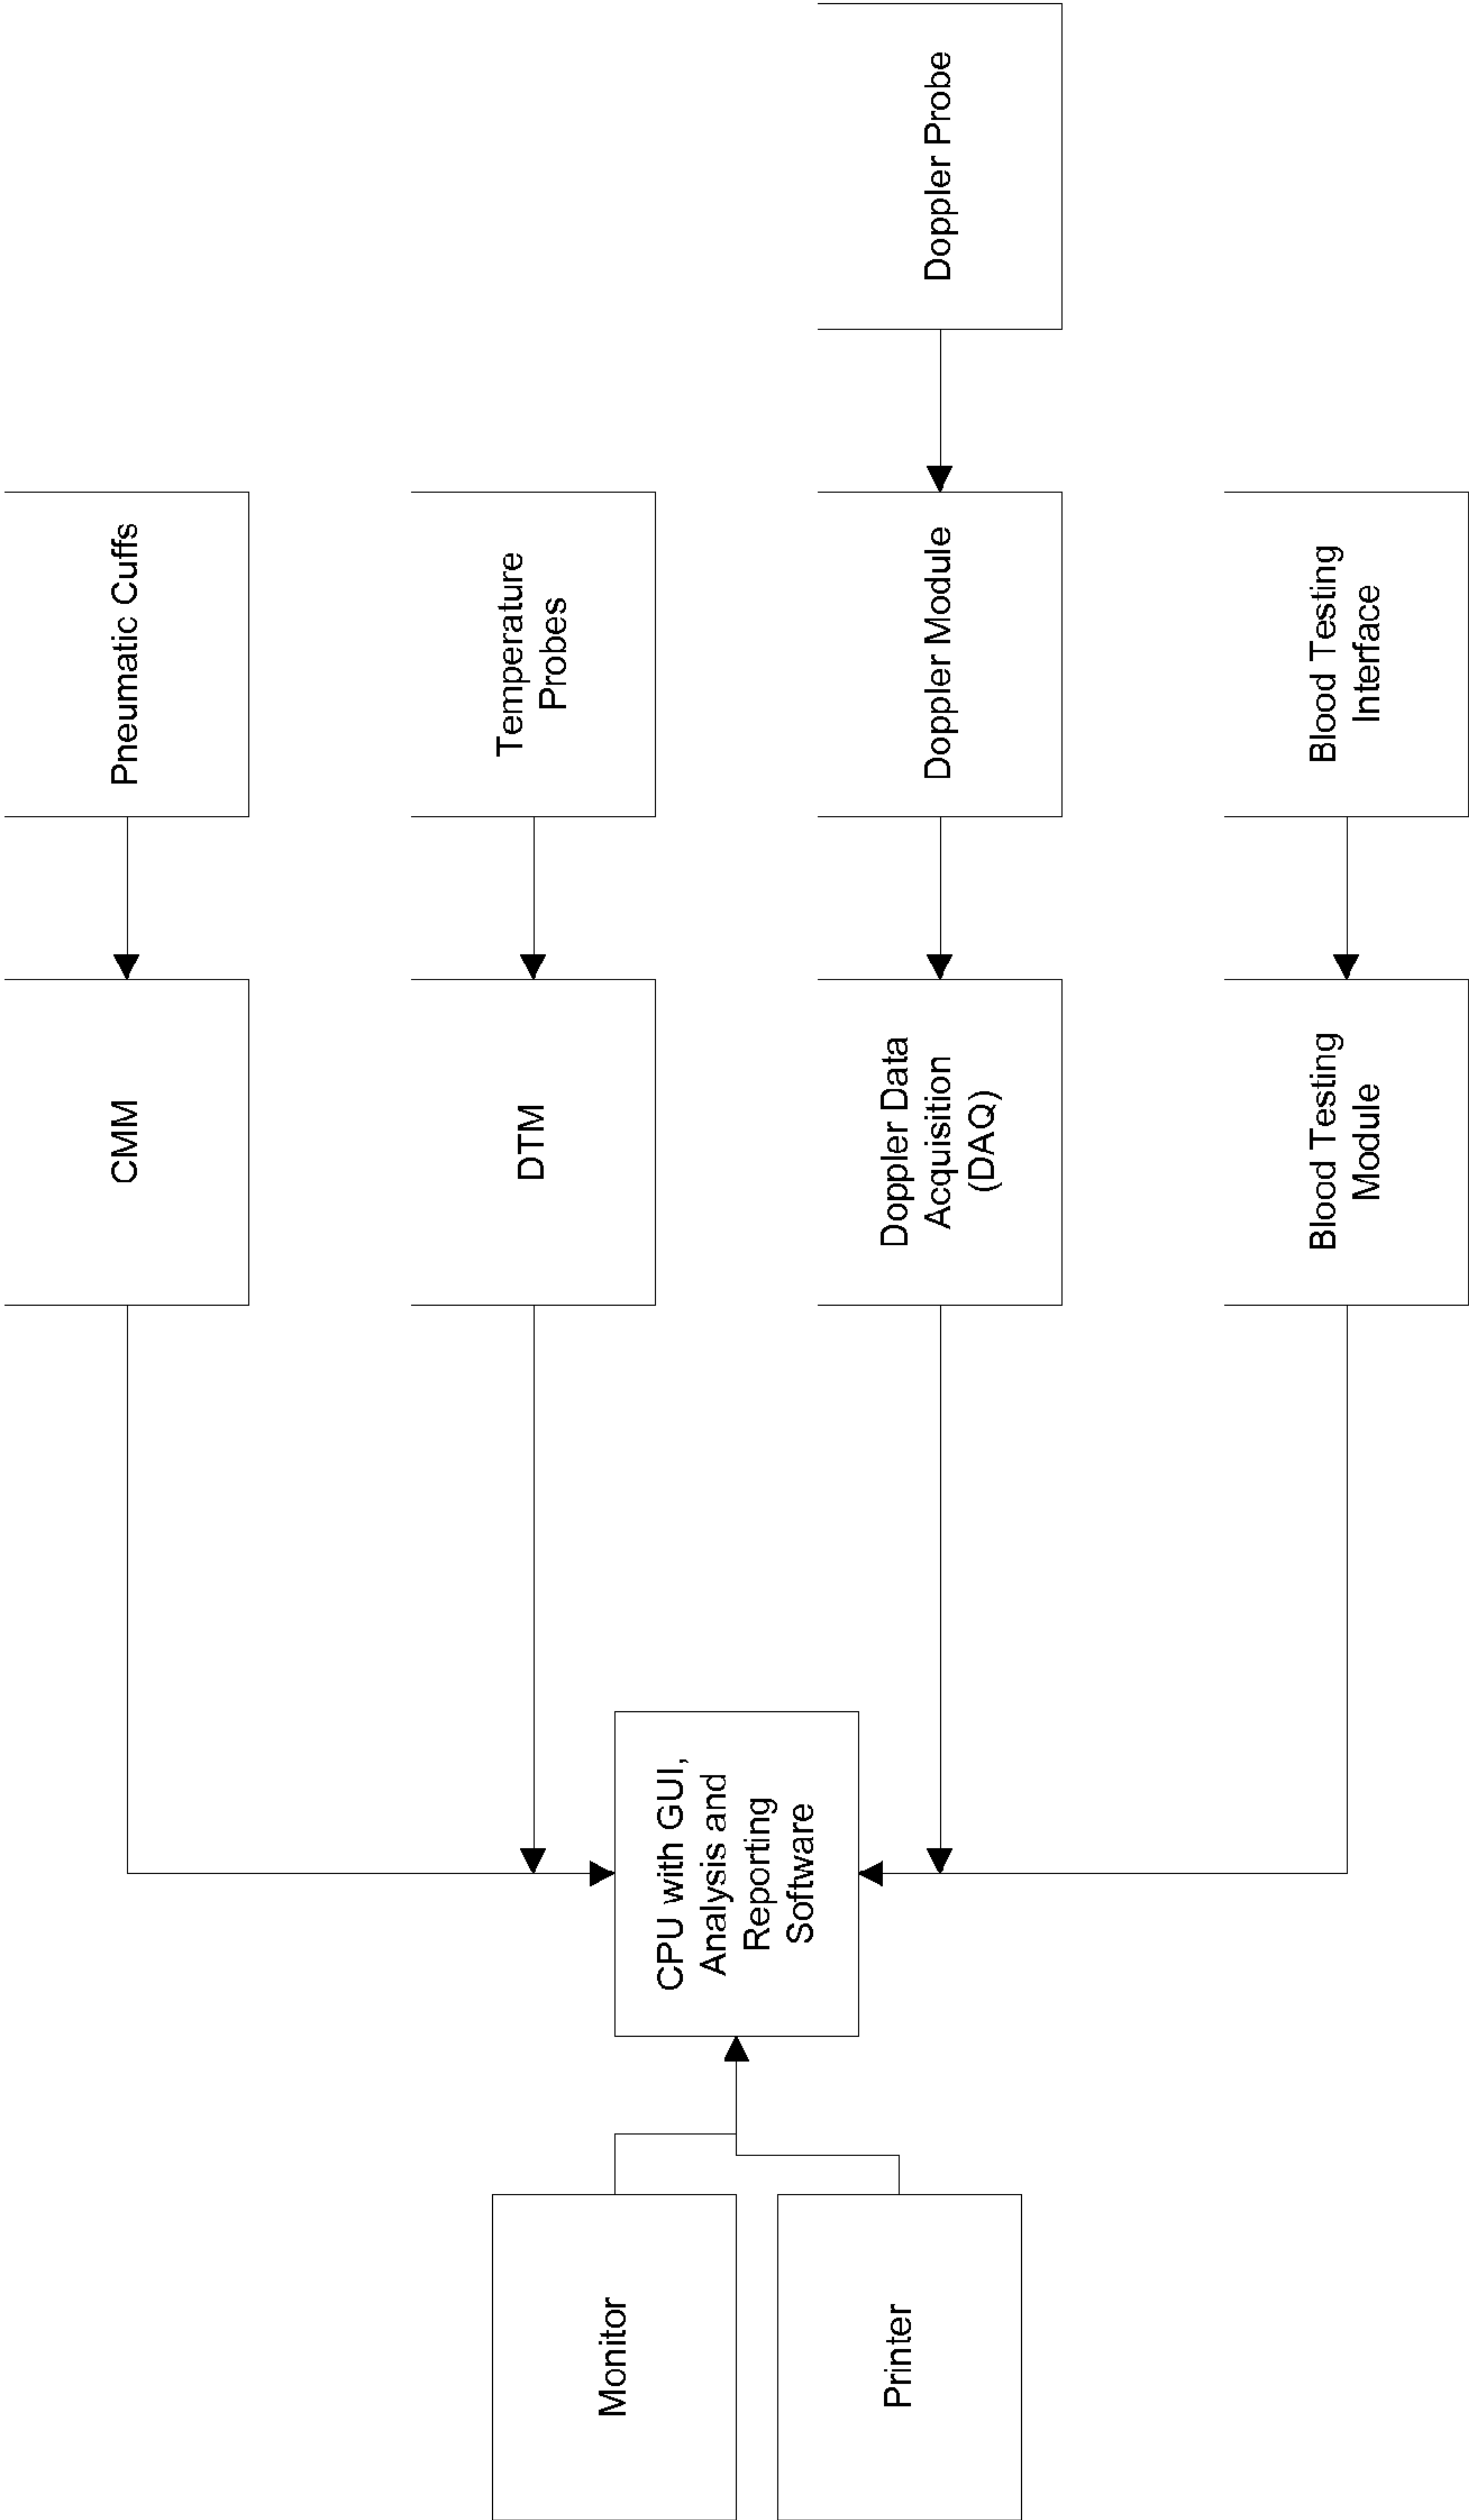 Pneumatic Cuffs
CMM
Temperature
Probes
DTM
CPU with GUI,
Analysis and
Reporting
Software
Monitor
Printer
Doppler Probe
Doppler Module
Doppler Data
Acquisition
(DAQ)
Blood Testing
Interface
Blood Testing
Module